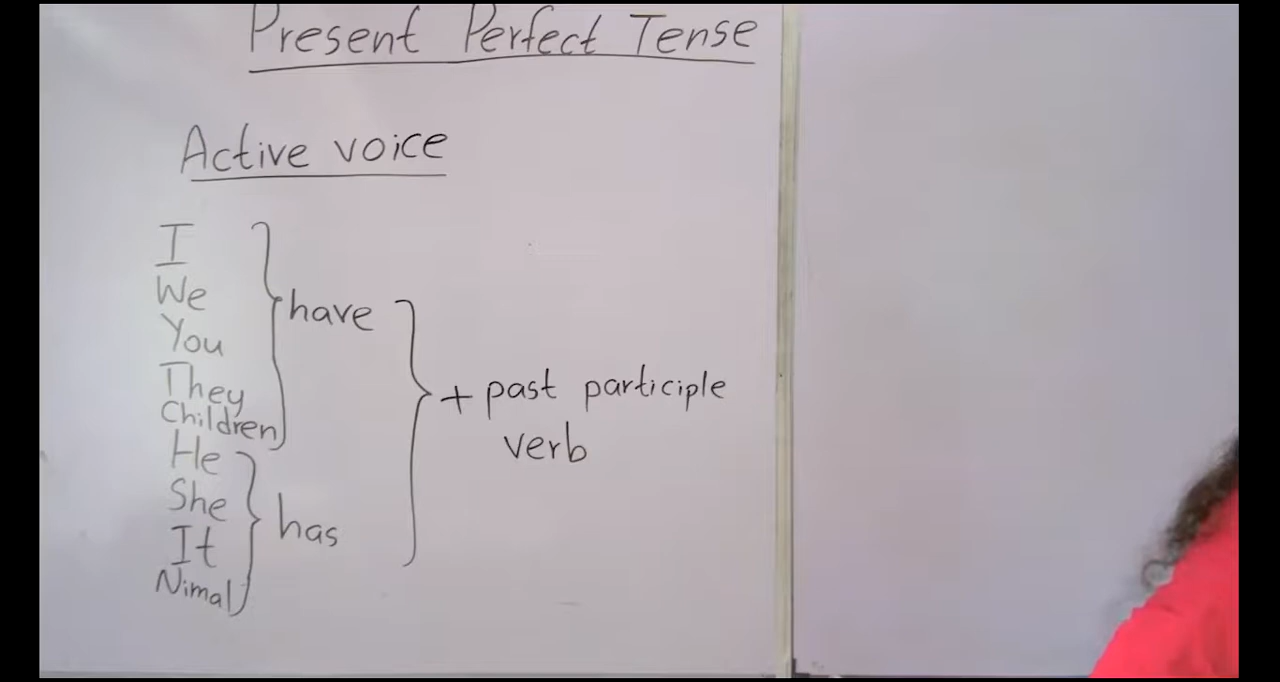 Present Perfect Tense
Active voice
I
We
You
They
Children
have
He
She
It
Nimal
has
+ past participle
verb